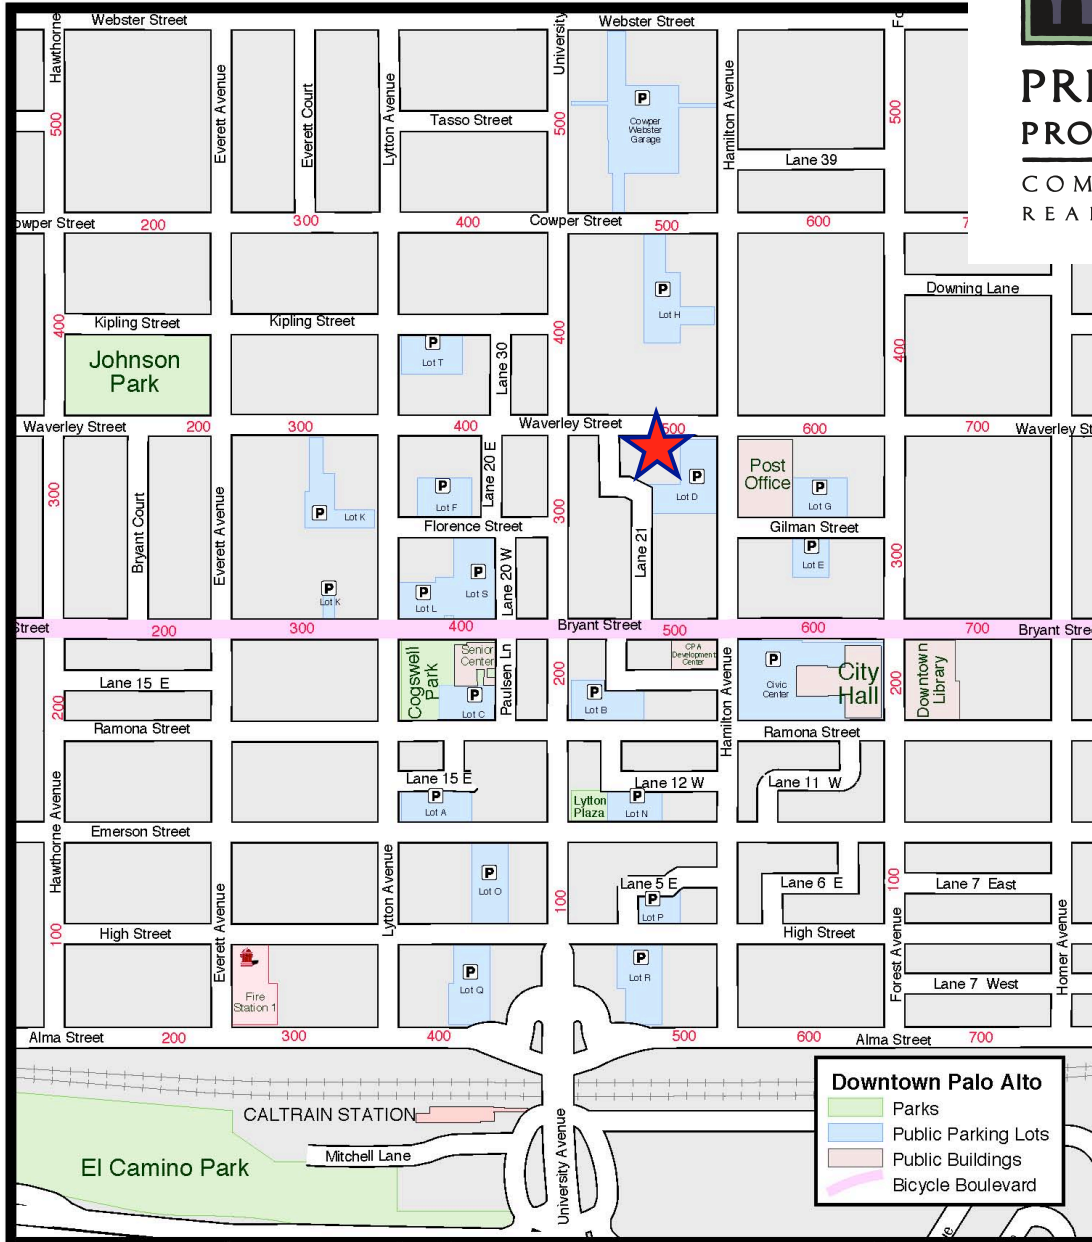 Webster Street
Webster Street
Hawthorne
Everett Avenue
Everett Court
Lytton Avenue
University
Hamilton Avenue
500
500
500
Tasso Street
P
Cowper
Webster
Garage
Lane 39
PRO
COM
REA
owper Street
200
300
400
Cowper Street
500
600
Downing Lane
400
Kipling Street
Kipling Street
400
P
Lot H
400
Johnson
Park
P
Lot T
Lane 30
Waverley Street
200
300
400
Waverley Street
500
600
700
Waverley St
300
Bryant Court
Everett Avenue
P
Lot K
P
Lot K
P
Lot F
Lane 20 E
Florence Street
300
Lane 21
P
Lot D
Post
Office
P
Lot G
Gilman Street
P
Lot E
300
P
Lot L
P
Lot S
Lane 20 W
Street
200
300
400
Bryant Street
500
600
700
Bryant Stre
Lane 15 E
200
Cogswell
Park
Senior
Center
P
Lot C
Paulsen Ln
200
P
Lot B
CPA
Development
Center
Hamilton Avenue
P
Civic
Center
City
Hall
200
Downtown
Library
Ramona Street
Ramona Street
Hawthorne Avenue
Lane 15 E
P
Lot A
Lytton
Plaza
Lane 12 W
P
Lot N
Lane 11 W
Emerson Street
Everett Avenue
Lytton Avenue
P
Lot O
100
Lane 5 E
P
Lot P
Lane 6 E
100
Lane 7 East
100
High Street
High Street
Forest Avenue
Homer Avenue
Fire
Station 1
P
Lot Q
P
Lot R
Lane 7 West
Alma Street
200
300
400
500
600
Alma Street
700
CALTRAIN STATION
Mitchell Lane
El Camino Park
University Avenue
Downtown Palo Alto
Parks
Public Parking Lots
Public Buildings
Bicycle Boulevard